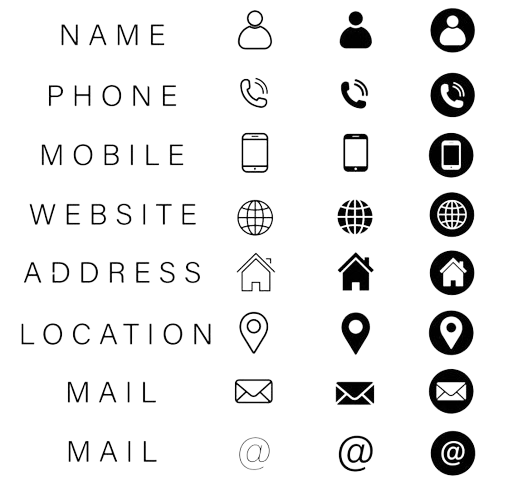 NAME
PHONE
MOBILE
WEBSITE
ADDRESS
LOCATION
MAIL
MAIL @ @ @